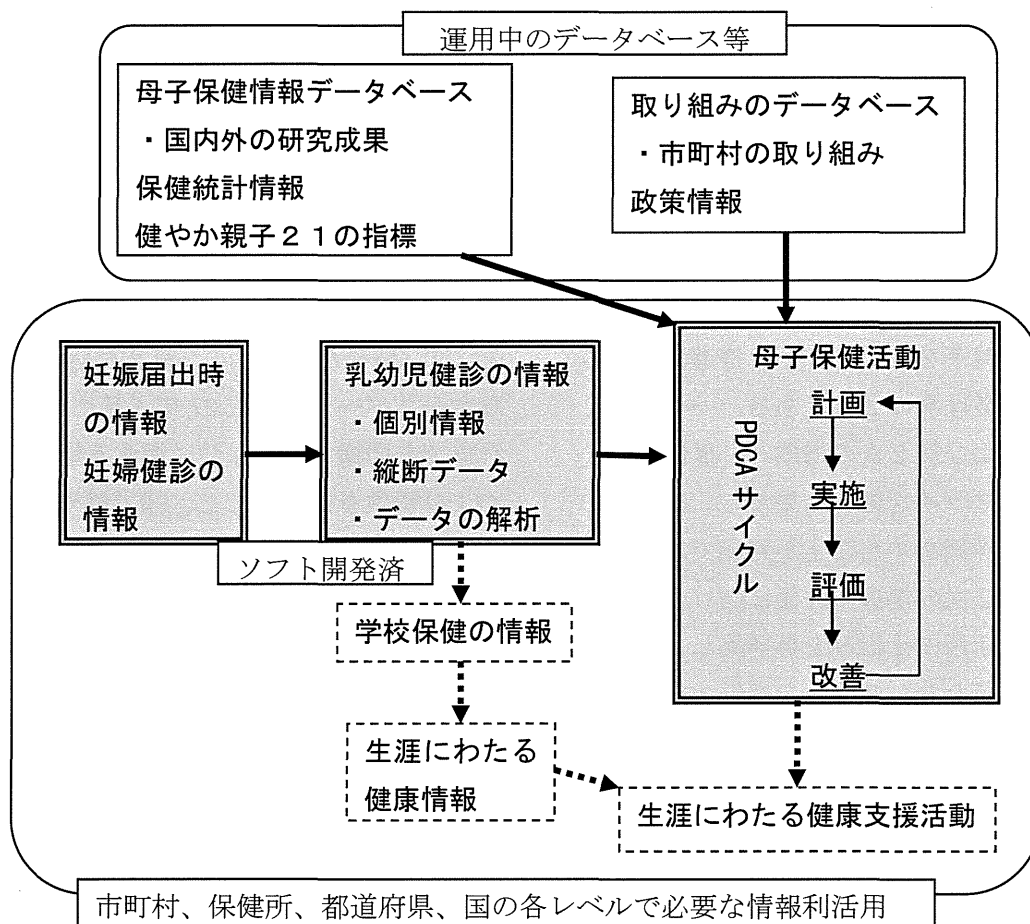 運用中のデータベース等
母子保健情報データベース
・国内外の研究成果
保健統計情報
健やか親子２１の指標
取り組みのデータベース
・市町村の取り組み
政策情報
妊娠届出時
の情報
妊婦健診の
情報
乳幼児健診の情報
・個別情報
・縦断データ
・データの解析
ソフト開発済
母子保健活動
PDCAサイクル
計画
実施
評価
改善
学校保健の情報
生涯にわたる
健康情報
生涯にわたる健康支援活動
市町村、保健所、都道府県、国の各レベルで必要な情報利活用